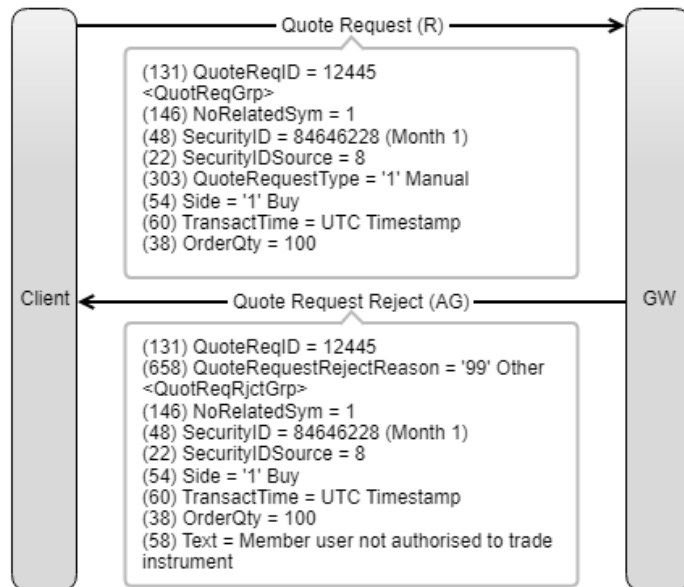 Quote Request (R)
(131) QuoteReqID = 12445
<QuotReqGrp>
(146) NoRelatedSym = 1
(48) SecurityID = 84646228 (Month 1)
(22) SecurityIDSource = 8
(303) QuoteRequestType = '1' Manual
(54) Side = '1' Buy
(60) TransactTime = UTC Timestamp
(38) OrderQty = 100
Client
Quote Request Reject (AG)
GW
(131) QuoteReqID = 12445
(658) QuoteRequestRejectReason = '99' Other
<QuotReqRjctGrp>
(146) NoRelatedSym = 1
(48) SecurityID = 84646228 (Month 1)
(22) SecurityIDSource = 8
(54) Side = '1' Buy
(60) TransactTime = UTC Timestamp
(38) OrderQty = 100
(58) Text = Member user not authorised to trade
instrument